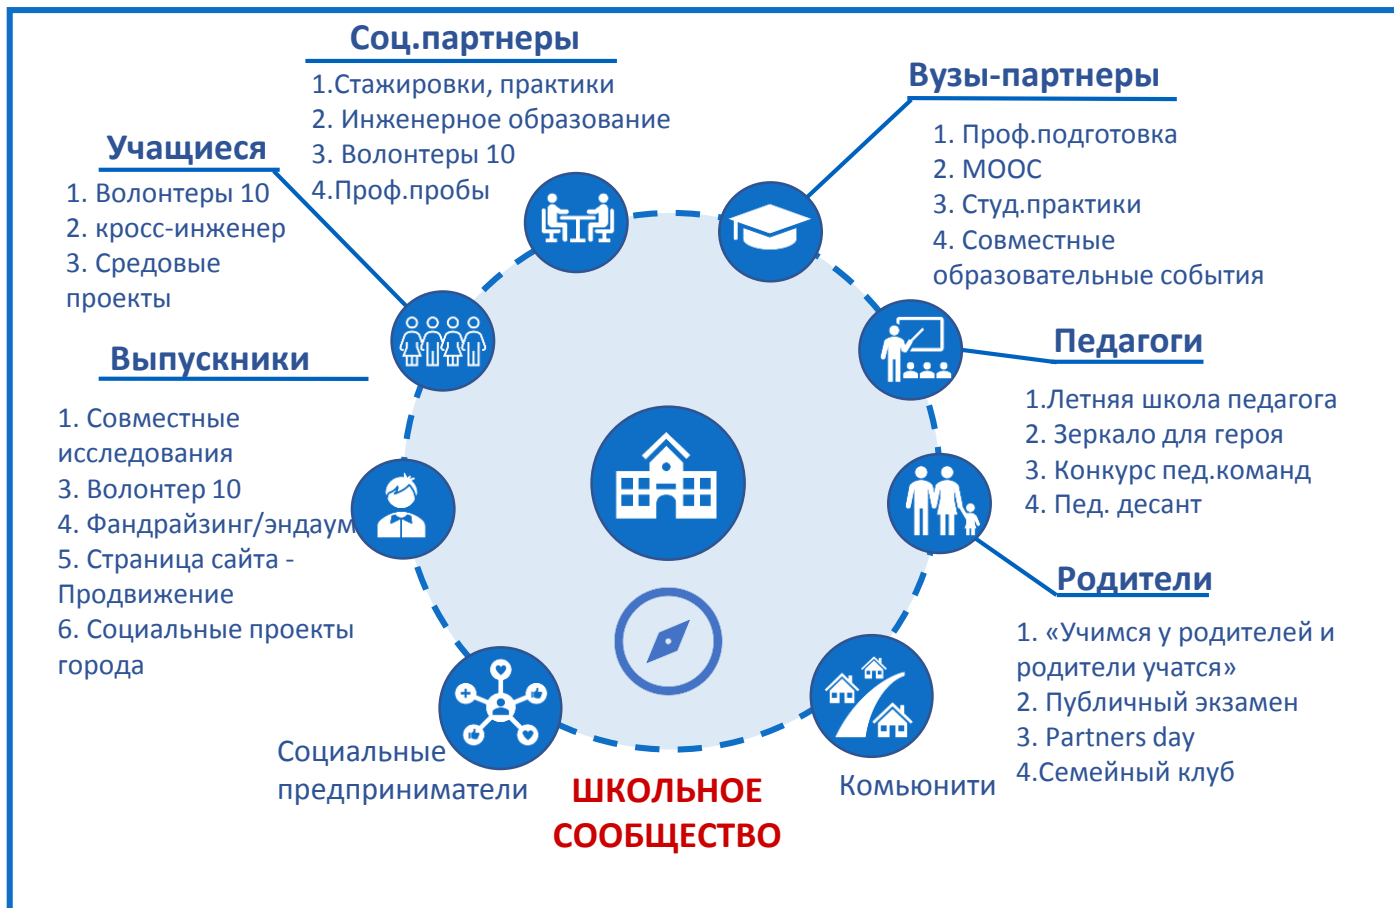 Соц.партнеры
1.Стажировки, практики
2. Инженерное образование
3. Волонтеры 10
4.Проф.пробы
Вузы-партнеры
1. Проф.подготовка
2. МООС
3. Студ.практики
4. Совместные
образовательные события
Учащиеся
1. Волонтеры 10
2. кросс-инженер
3. Средовые
проекты
Педагоги
1.Летняя школа педагога
2. Зеркало для героя
3. Конкурс пед.команд
4. Пед. десант
Выпускники
1. Совместные
исследования
3. Волонтер 10
4. Фандрайзинг/эндаум
5. Страница сайта -
Продвижение
6. Социальные проекты
города
Родители
1. «Учимся у родителей и
родители учатся»
2. Публичный экзамен
3. Partners day
4.Семейный клуб
Социальные
предприниматели
ШКОЛЬНОЕ
СООБЩЕСТВО
Комьюнити